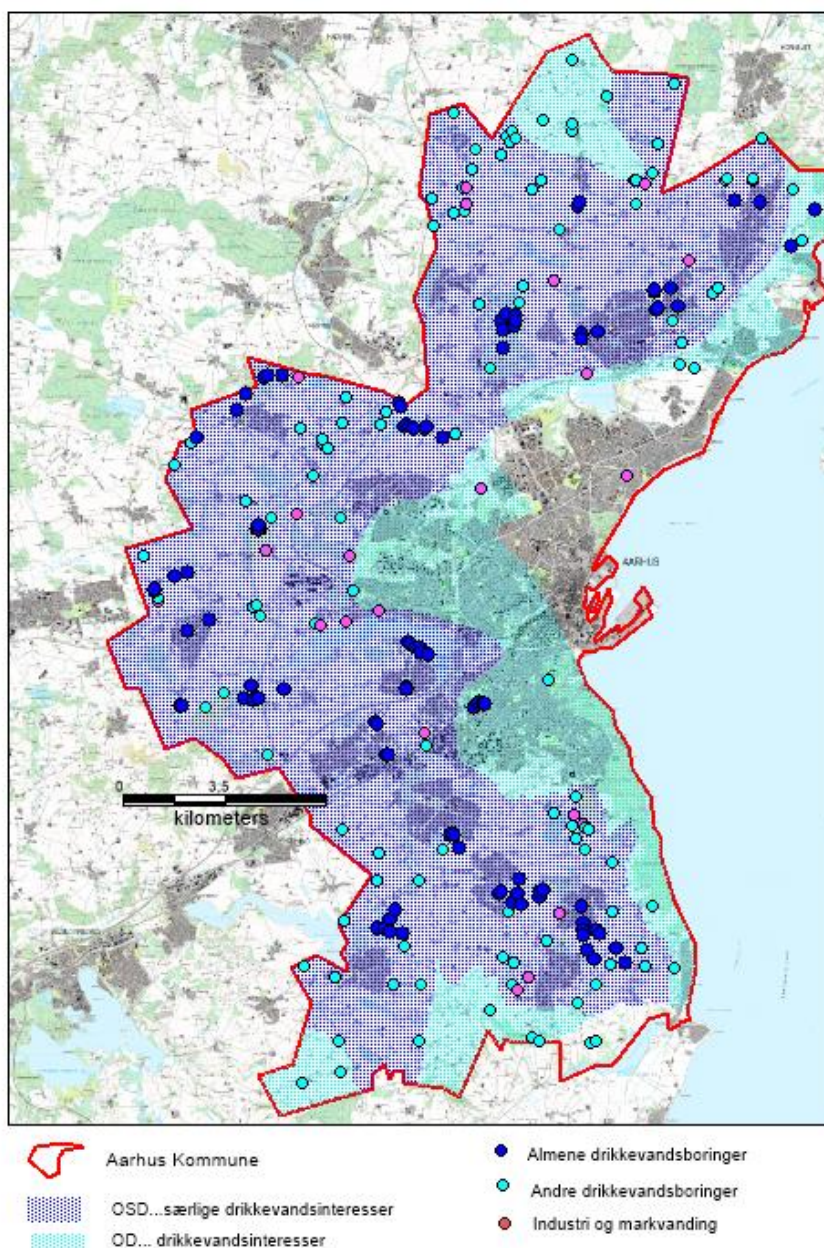 AARHUS
0 3.5
kilometers
Aarhus Kommune
OSD...særlige drikkevandsinteresser
OD... drikkevandsinteresser
Almene drikkevandsboringer
Andre drikkevandsboringer
Industri og markvanding